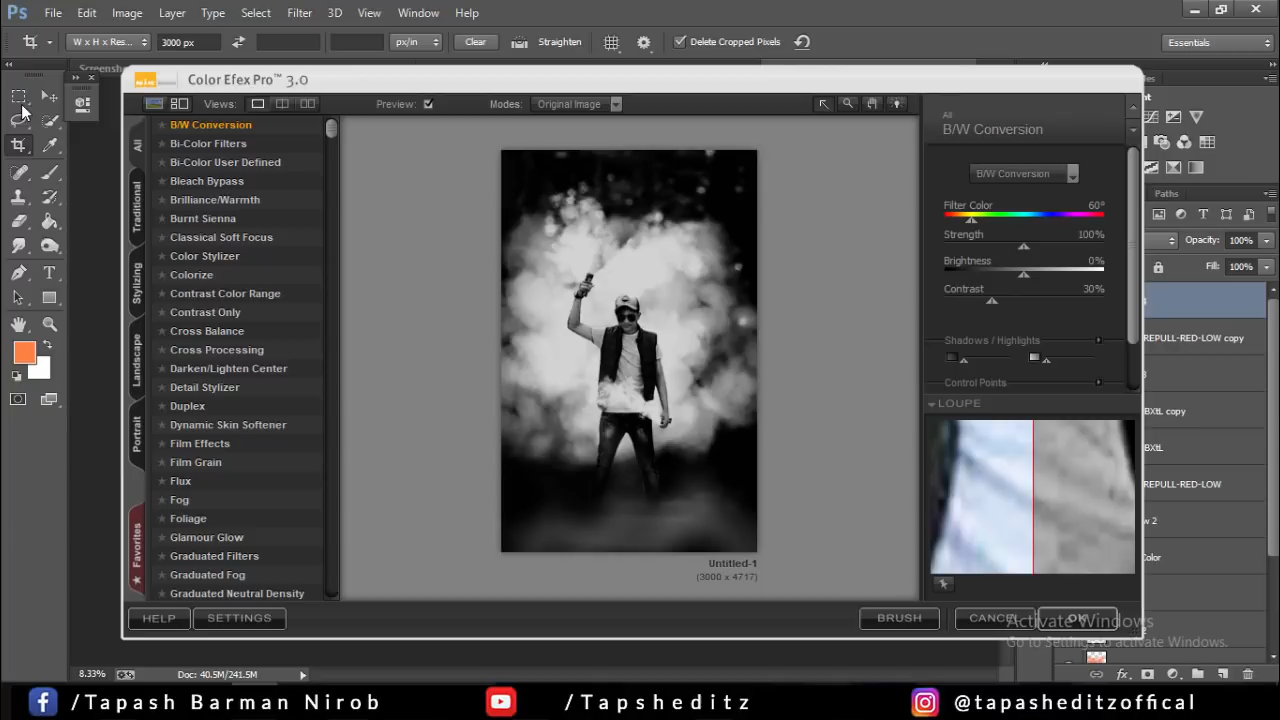 Ps File Edit Image Layer Type Select Filter 3D View Window Help
W x H x Res... 3000 px px/in Clear Straighten Delete Cropped Pixels Essentials
Color Efex Pro™ 3.0
Views: Preview: Modes: Original Image
All
Traditional
Stylizing
Landscape
Portrait
Favorites
B/W Conversion
Bi-Color Filters
Bi-Color User Defined
Bleach Bypass
Brilliance/Warmth
Burnt Sienna
Classical Soft Focus
Color Stylizer
Colorize
Contrast Color Range
Contrast Only
Cross Balance
Cross Processing
Darken/Lighten Center
Detail Stylizer
Duplex
Dynamic Skin Softener
Film Effects
Film Grain
Flux
Fog
Foliage
Glamour Glow
Graduated Filters
Graduated Fog
Graduated Neutral Density
Untitled-1
(3000 x 4717)
All
B/W Conversion
B/W Conversion
Filter Color 60°
Strength 100%
Brightness 0%
Contrast 30%
Shadows / Highlights
Control Points
LOUPE
HELP SETTINGS BRUSH CANCEL OK
Paths
Opacity: 100%
Fill: 100%
REPULL-RED-LOW copy
BXtL copy
BXtL
REPULL-RED-LOW
w 2
Color
Activate Windows
Go to Settings to activate Windows.
8.33% Doc: 40.5M/241.5M
/Tapash Barman Nirob /Tapsheditz @tapasheditzoffical